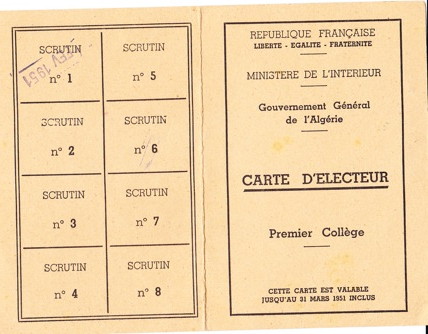 SCRUTIN
n° 1
SCRUTIN
n° 5
SCRUTIN
n° 2
SCRUTIN
n° 6
SCRUTIN
n° 3
SCRUTIN
n° 7
SCRUTIN
n° 4
SCRUTIN
n° 8
FEV 1951
REPUBLIQUE FRANÇAISE
LIBERTE - EGALITE - FRATERNITE
MINISTERE DE L'INTERIEUR
Gouvernement Général
de l'Algérie
CARTE D'ELECTEUR
Premier Collège
CETTE CARTE EST VALABLE
JUSQU'AU 31 MARS 1951 INCLUS